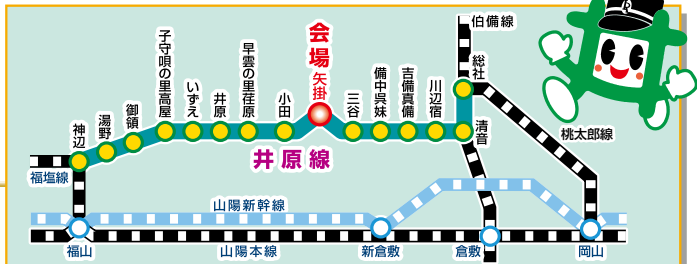 伯備線
会場
矢掛
子守唄の里高屋
いずえ
井原
早雲の里荏原
小田
三谷
備中呉妹
吉備真備
川辺宿
総社
清音
神辺
湯野
御領
井原線
桃太郎線
福塩線
山陽新幹線
福山
山陽本線
新倉敷
倉敷
岡山